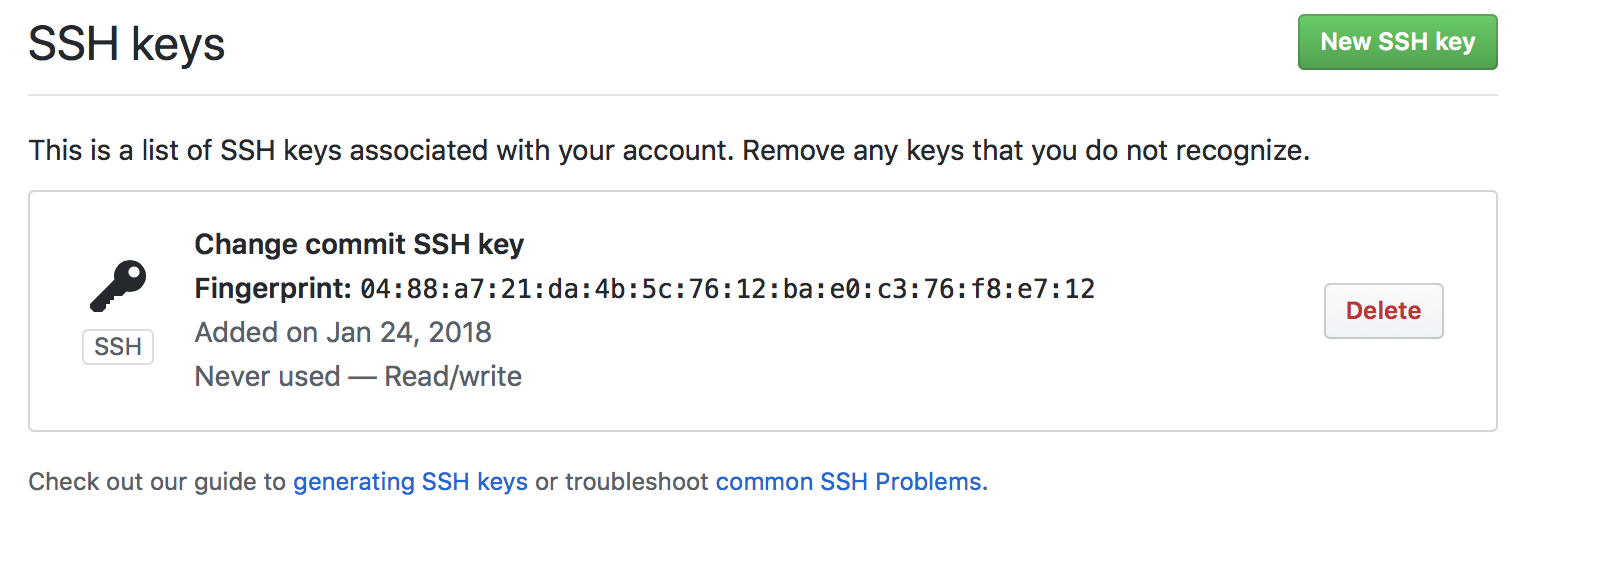 SSH keys
New SSH key
This is a list of SSH keys associated with your account. Remove any keys that you do not recognize.
Change commit SSH key
Fingerprint: 04:88:a7:21:da:4b:5c:76:12:ba:e0:c3:76:f8:e7:12
Added on Jan 24, 2018
Never used — Read/write
SSH
Delete
Check out our guide to generating SSH keys or troubleshoot common SSH Problems.